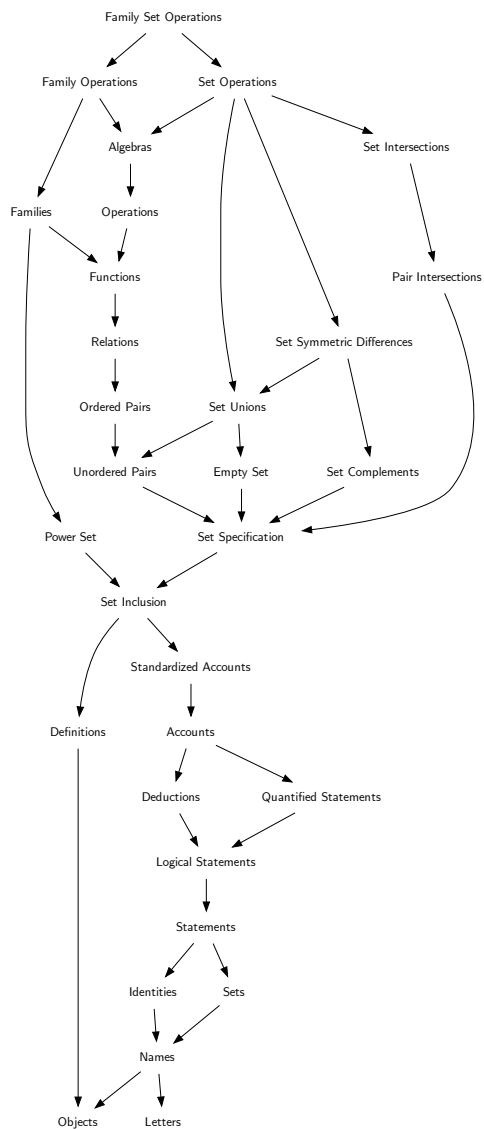 Family Set Operations
Family Operations
Set Operations
Algebras
Set Intersections
Families
Operations
Functions
Pair Intersections
Relations
Set Symmetric Differences
Ordered Pairs
Set Unions
Unordered Pairs
Empty Set
Set Complements
Power Set
Set Specification
Set Inclusion
Standardized Accounts
Definitions
Accounts
Deductions
Quantified Statements
Logical Statements
Statements
Identities
Sets
Names
Objects
Letters